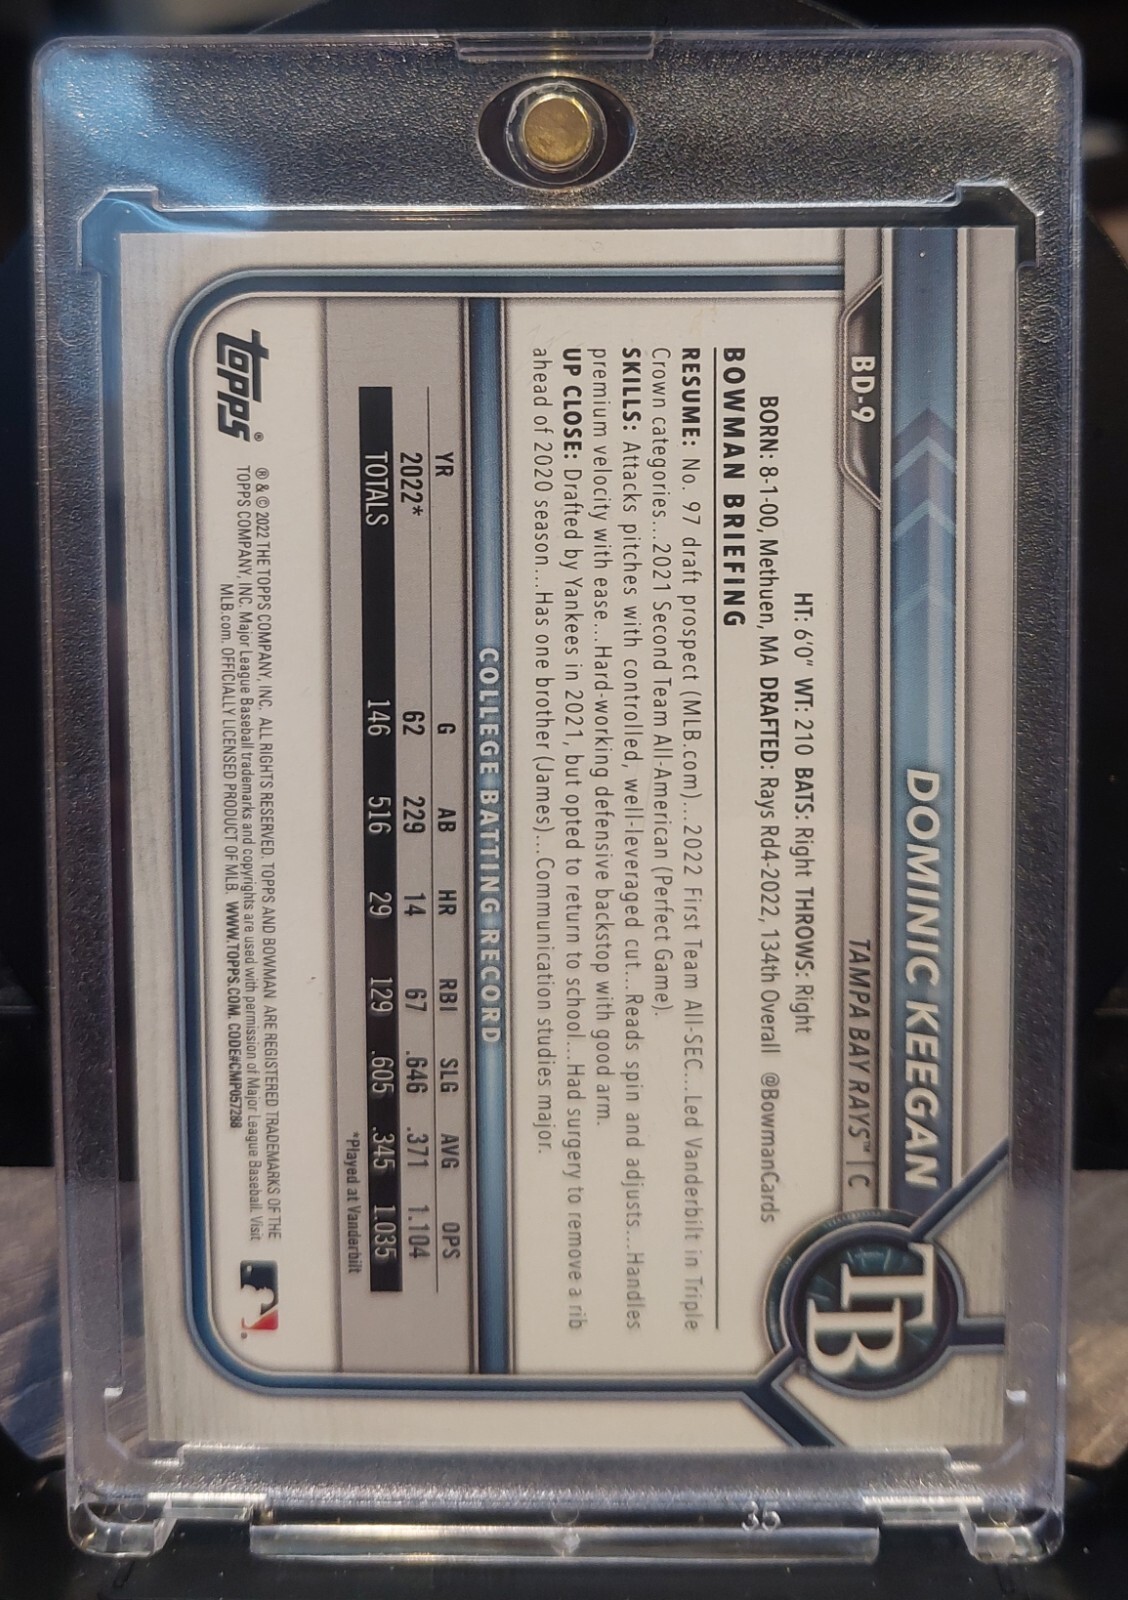 BD-9
DOMINIC KEEGAN
TAMPA BAY RAYS™ | C
HT: 6'0" WT: 210 BATS: Right THROWS: Right
BORN: 8-1-00, Methuen, MA DRAFTED: Rays Rd4-2022, 134th Overall @BowmanCards
BOWMAN BRIEFING
RESUME: No. 97 draft prospect (MLB.com)...2022 First Team All-SEC...Led Vanderbilt in Triple
Crown categories...2021 Second Team All-American (Perfect Game).
SKILLS: Attacks pitches with controlled, well-leveraged cut...Reads spin and adjusts...Handles
premium velocity with ease...Hard-working defensive backstop with good arm.
UP CLOSE: Drafted by Yankees in 2021, but opted to return to school...Had surgery to remove a rib
ahead of 2020 season...Has one brother (James)...Communication studies major.
COLLEGE BATTING RECORD
YR G AB HR RBI SLG AVG OPS
2022* 62 229 14 67 .646 .371 1.104
TOTALS 146 516 29 129 .605 .345 1.035
*Played at Vanderbilt
topps®
® & © 2022 THE TOPPS COMPANY, INC. ALL RIGHTS RESERVED. TOPPS AND BOWMAN ARE REGISTERED TRADEMARKS OF THE
TOPPS COMPANY, INC. Major League Baseball trademarks and copyrights are used with permission of Major League Baseball. Visit
MLB.com. OFFICIALLY LICENSED PRODUCT OF MLB. WWW.TOPPS.COM. CODE#CMP057288
TB
35